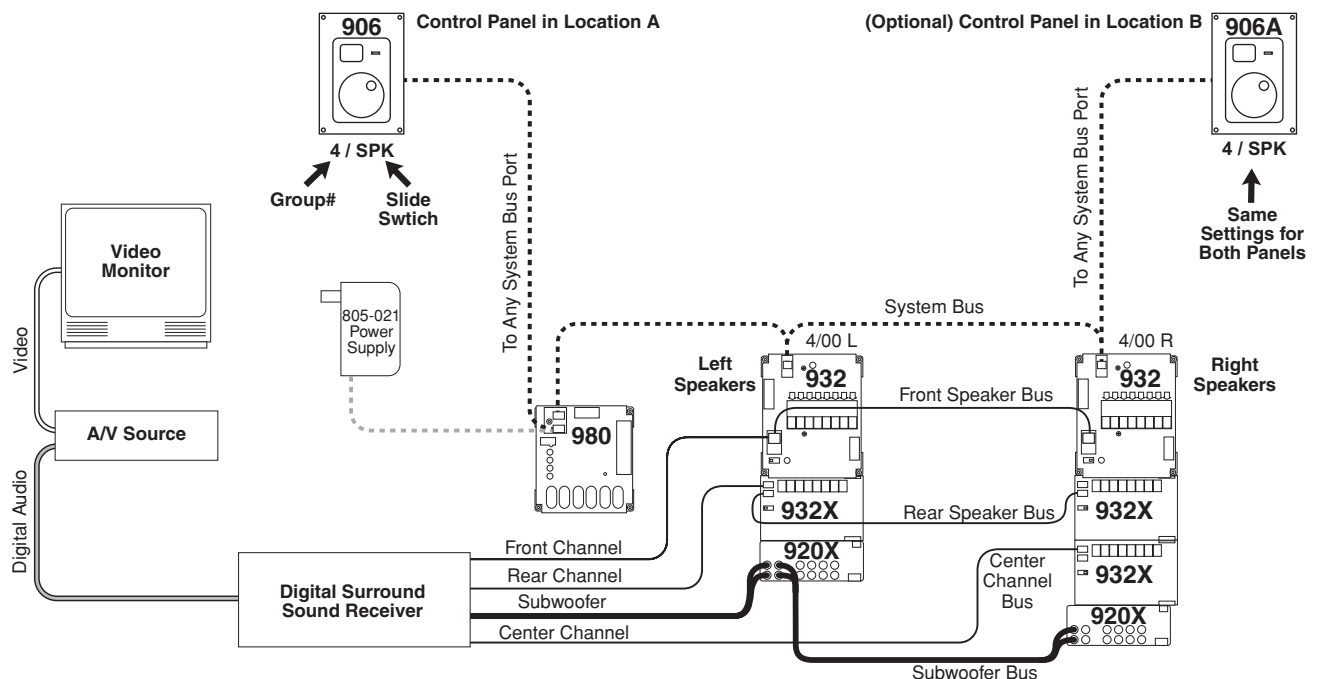 906
Control Panel in Location A
(Optional) Control Panel in Location B
906A
4 / SPK
Group#
Slide
Swtich
4 / SPK
Same
Settings for
Both Panels
To Any System Bus Port
To Any System Bus Port
Video
Monitor
Video
805-021
Power
Supply
System Bus
4/00 L
4/00 R
Left
Speakers
932
932
Right
Speakers
Front Speaker Bus
A/V Source
980
Digital Audio
932X
Rear Speaker Bus
932X
Front Channel
920X
Center
Channel
Bus
932X
Rear Channel
Digital Surround
Sound Receiver
Subwoofer
920X
Center Channel
Subwoofer Bus